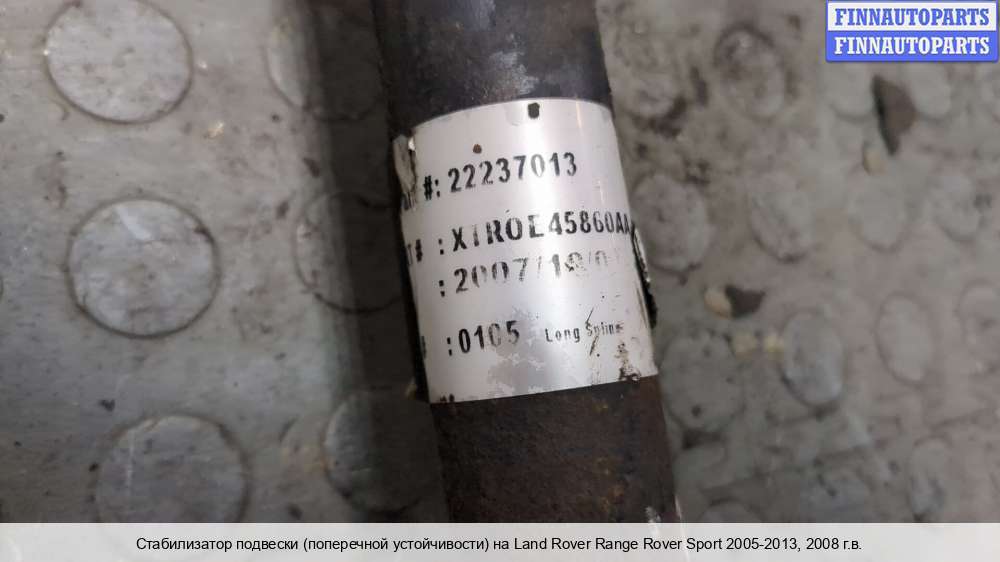 FINNAUTOPARTS
FINNAUTOPARTS
#: 22237013
# : XTROE45860AA
:0105 Long Spline
Стабилизатор подвески (поперечной устойчивости) на Land Rover Range Rover Sport 2005-2013, 2008 г.в.